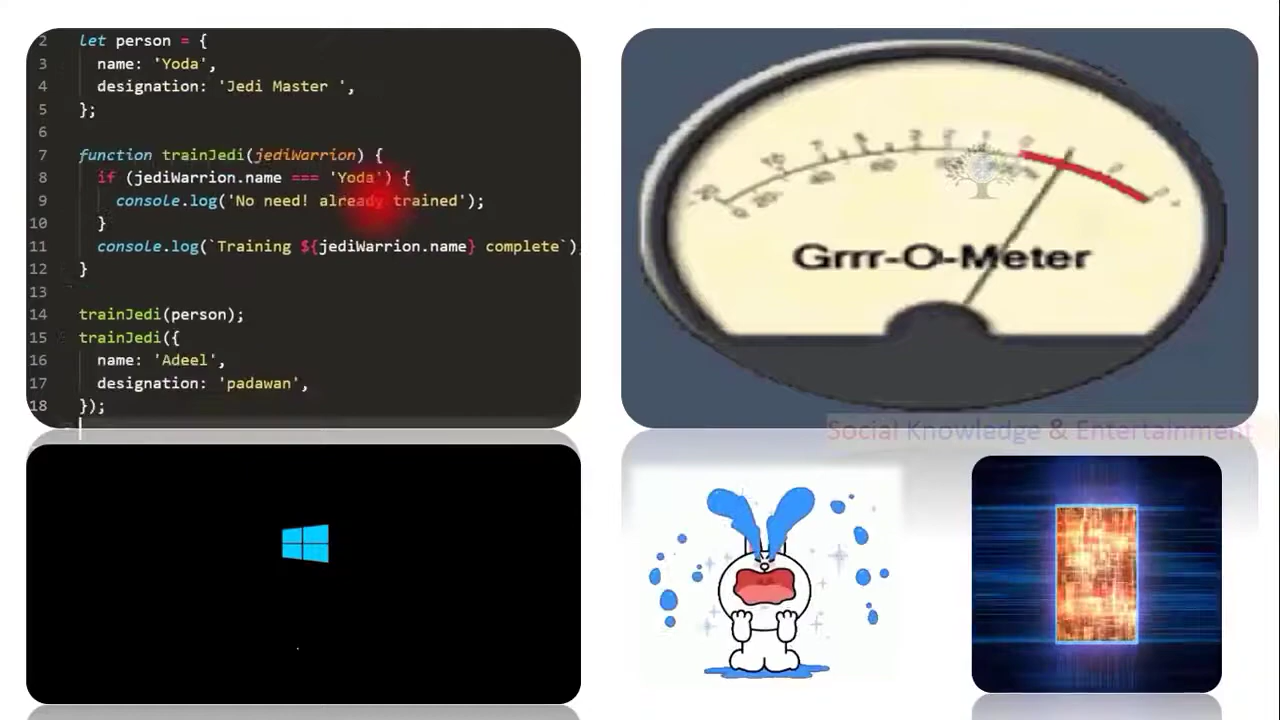 2 let person = {
3 name: 'Yoda',
4 designation: 'Jedi Master ',
5 };
6
7 function trainJedi(jediWarrion) {
8 if (jediWarrion.name === 'Yoda') {
9 console.log('No need! already trained');
10 }
11 console.log(`Training ${jediWarrion.name} complete`)
12 }
13
14 trainJedi(person);
15 trainJedi({
16 name: 'Adeel',
17 designation: 'padawan',
18 });
Grrr-O-Meter
Social Knowledge & Entertainment